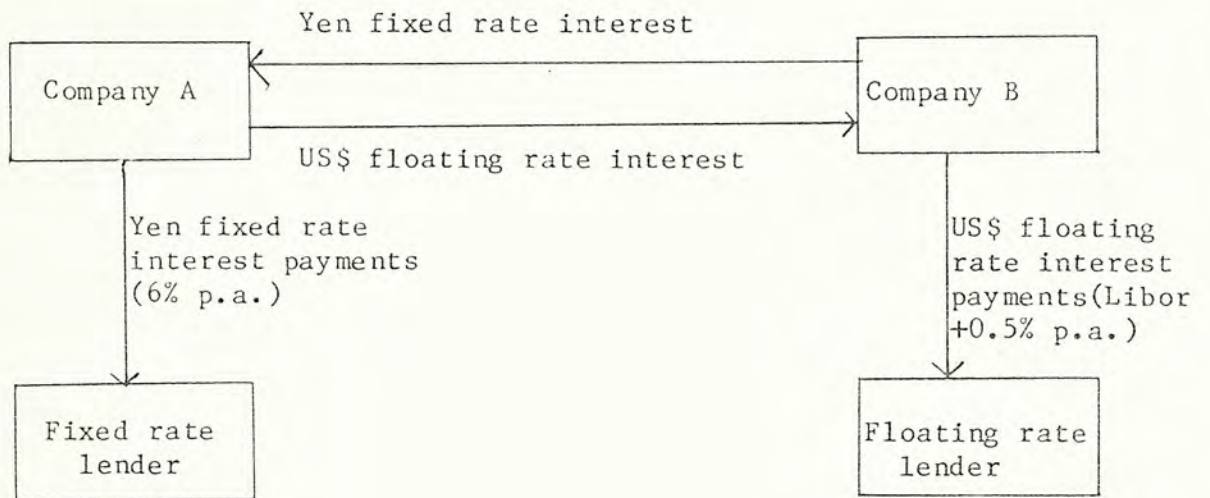 Yen fixed rate interest
Company A
Company B
US$ floating rate interest
Yen fixed rate
interest payments
(6% p.a.)
US$ floating
rate interest
payments(Libor
+0.5% p.a.)
Fixed rate
lender
Floating rate
lender